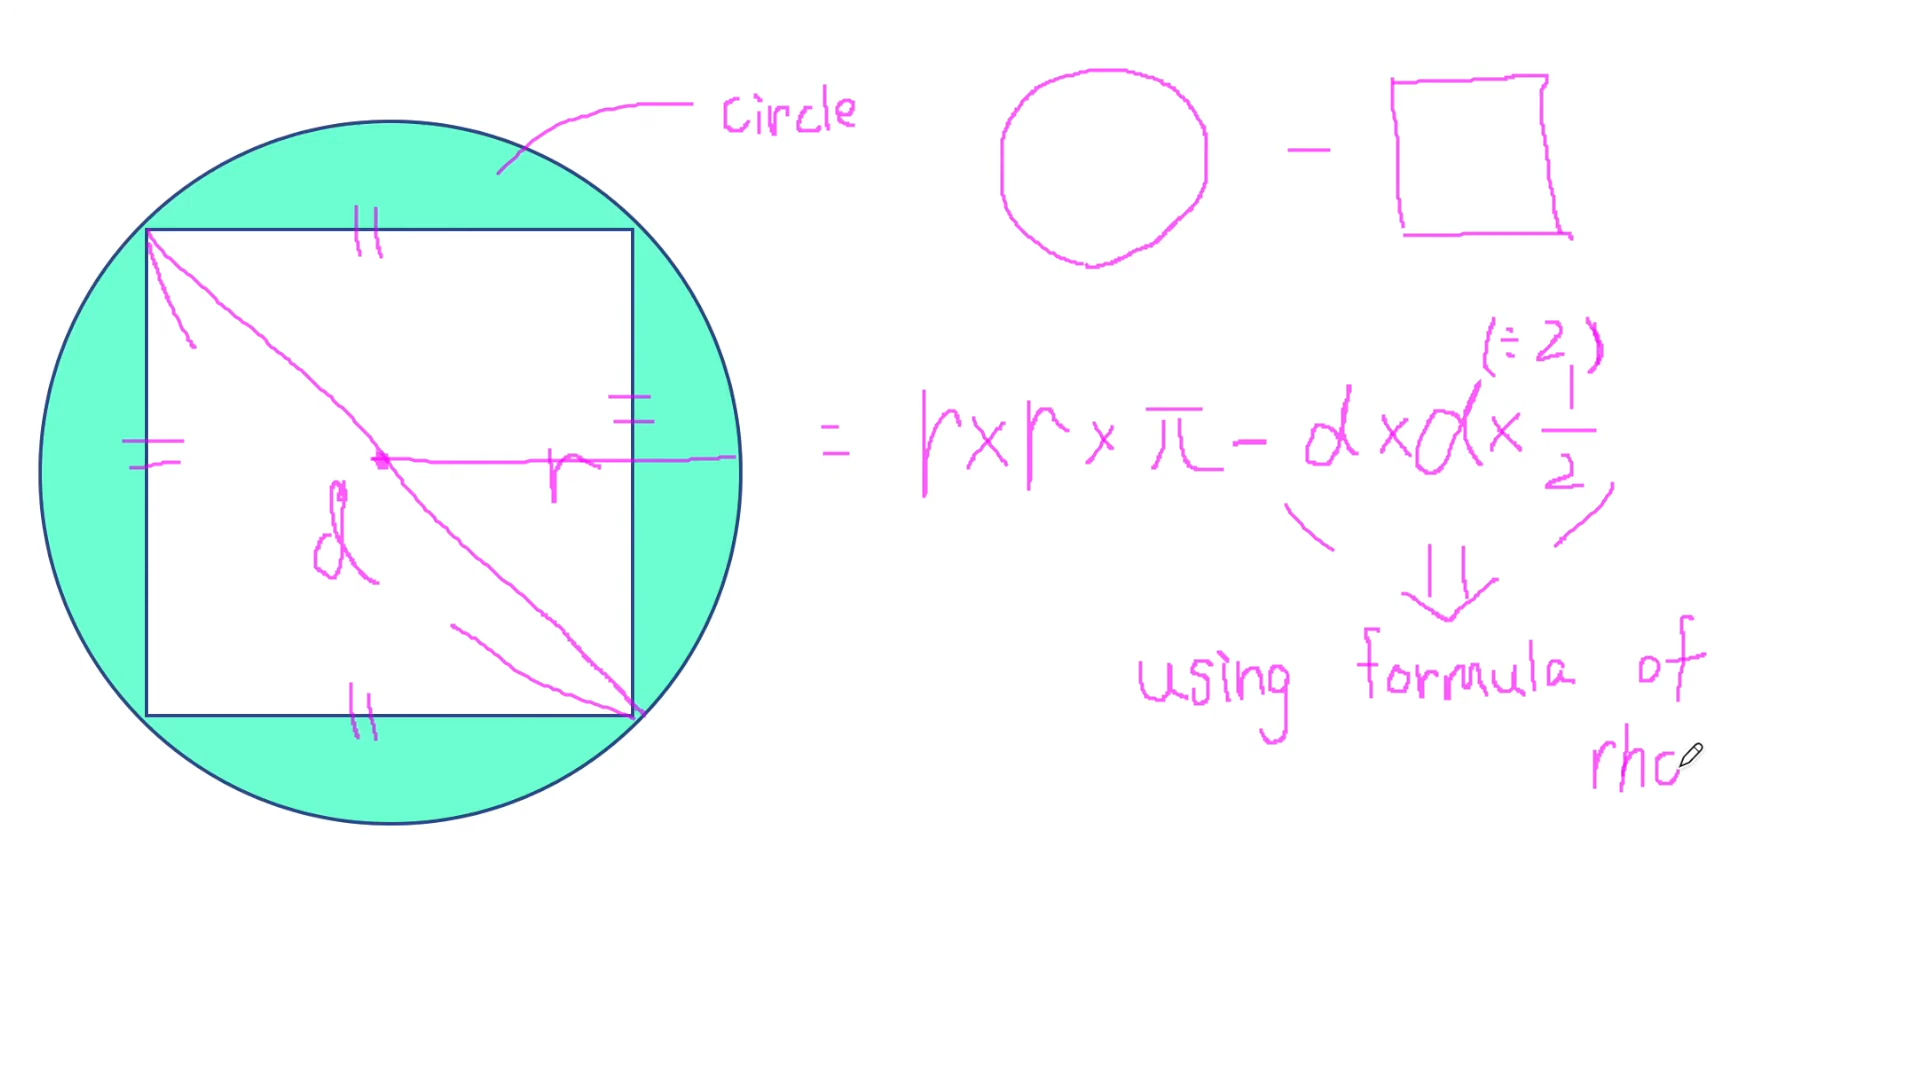 circle
(÷2)
= r×r×π-d×d×1/2
r
d
using formula of
rho